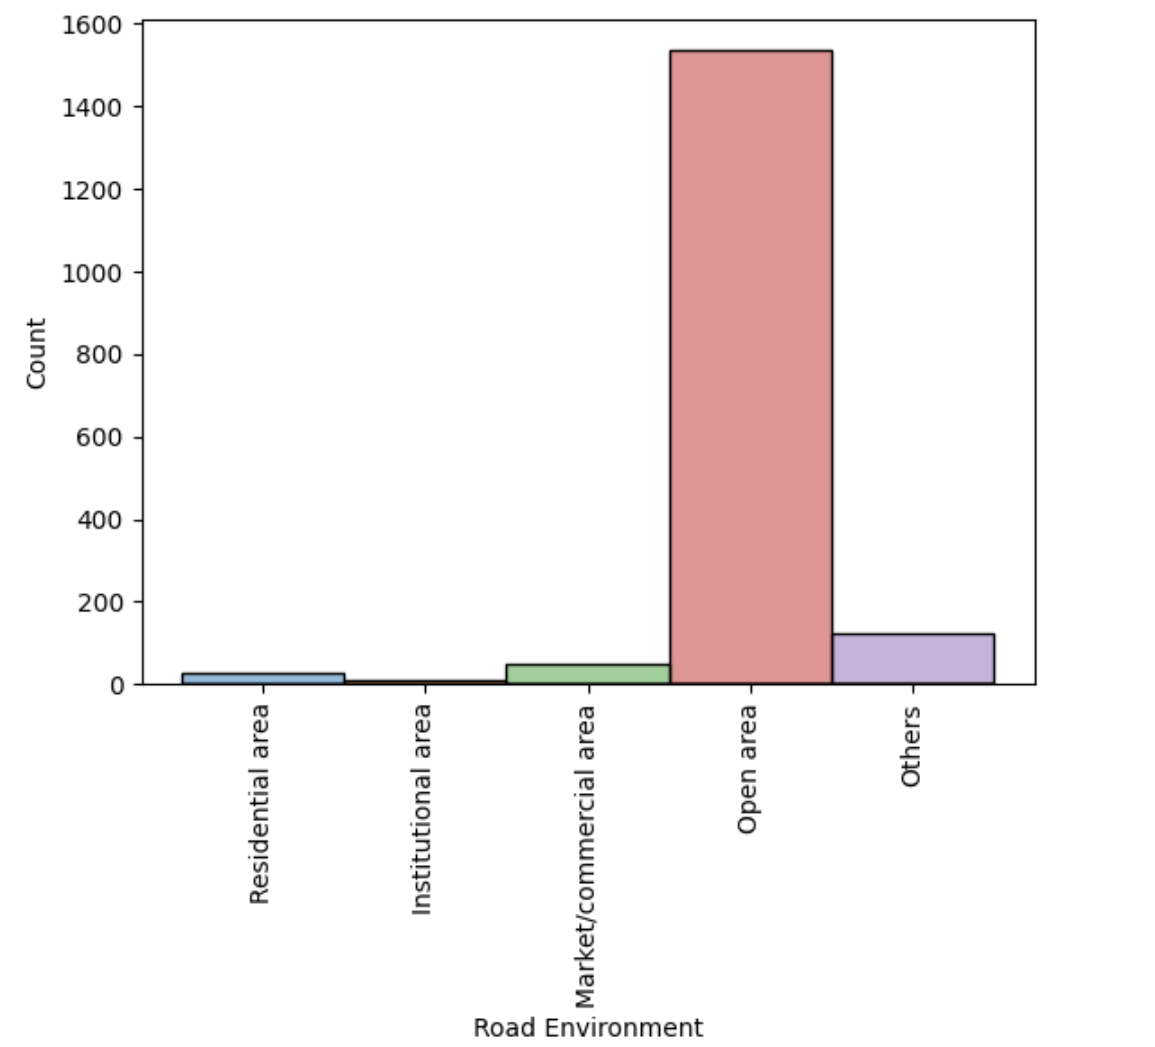 1600
1400
1200
1000
800
600
400
200
0
Count
Residential area
Institutional area
Market/commercial area
Open area
Others
Road Environment